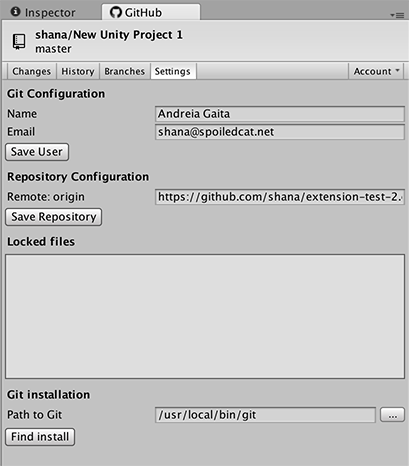 Inspector GitHub
shana/New Unity Project 1
master
Changes History Branches Settings Account
Git Configuration
Name Andreia Gaita
Email shana@spoiledcat.net
Save User
Repository Configuration
Remote: origin https://github.com/shana/extension-test-2.
Save Repository
Locked files
Git installation
Path to Git /usr/local/bin/git ...
Find install